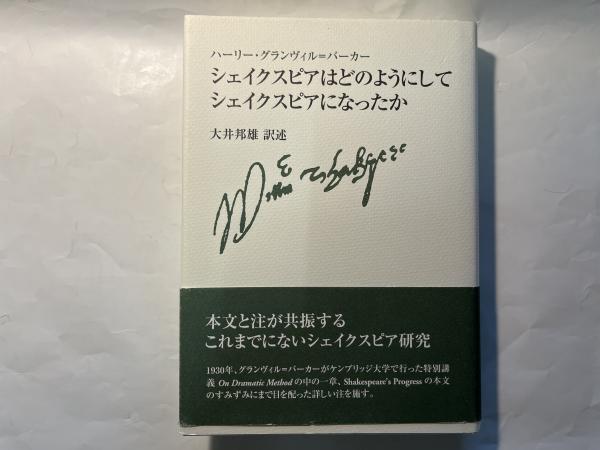 ハーリー・グランヴィル=バーカー
シェイクスピアはどのようにして
シェイクスピアになったか
大井邦雄 訳述
本文と注が共振する
これまでにないシェイクスピア研究
1930年、グランヴィル=バーカーがケンブリッジ大学で行った特別講
義 On Dramatic Method の中の一章、Shakespeare's Progress の本文
のすみずみにまで目を配った詳しい注を施す。